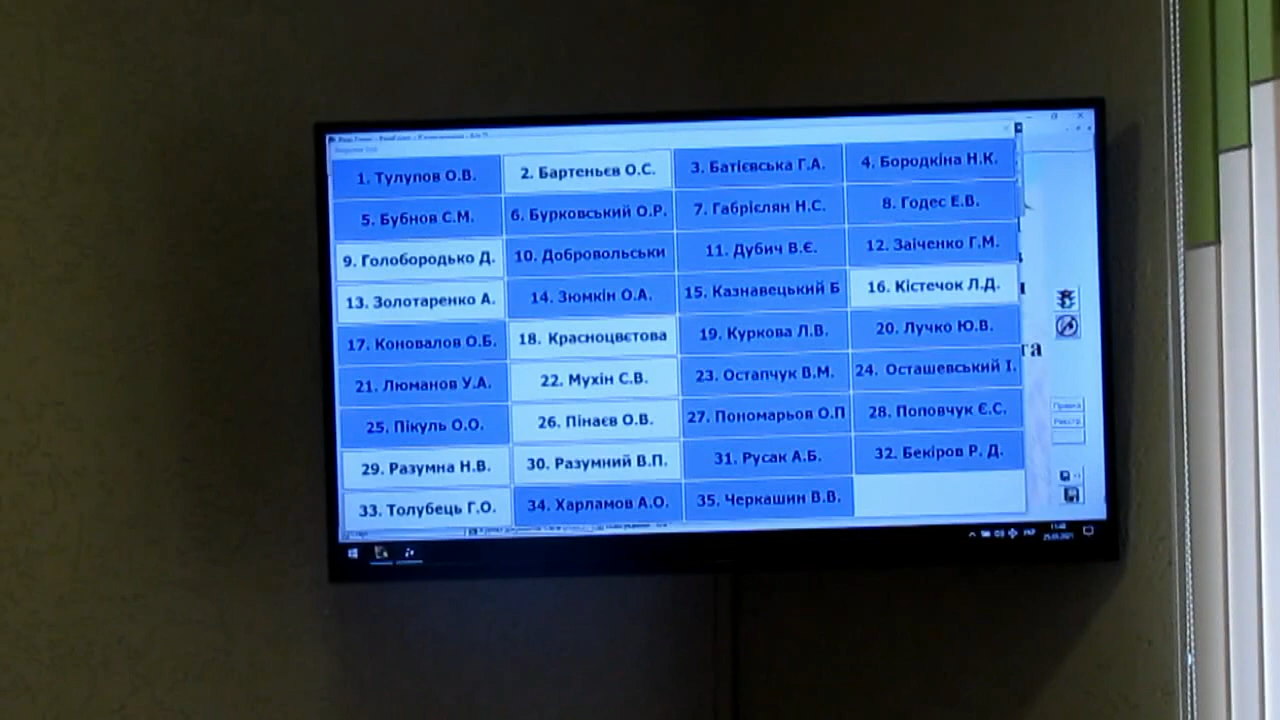 1. Тулупов О.В. 2. Бартеньєв О.С. 3. Батієвська Г.А. 4. Бородкіна Н.К.
5. Бубнов С.М. 6. Бурковський О.Р. 7. Габрієлян Н.С. 8. Годес Е.В.
9. Голобородько Д. 10. Добровольськи 11. Дубич В.Є. 12. Заіченко Г.М.
13. Золотаренко А. 14. Зюмкін О.А. 15. Казнавецький Б 16. Кістечок Л.Д.
17. Коновалов О.Б. 18. Красноцвєтова 19. Куркова Л.В. 20. Лучко Ю.В.
21. Люманов У.А. 22. Мухін С.В. 23. Остапчук В.М. 24. Осташевський І.
25. Пікуль О.О. 26. Пінаєв О.В. 27. Пономарьов О.П 28. Поповчук Є.С.
29. Разумна Н.В. 30. Разумний В.П. 31. Русак А.Б. 32. Бекіров Р. Д.
33. Толубець Г.О. 34. Харламов А.О. 35. Черкашин В.В.
та